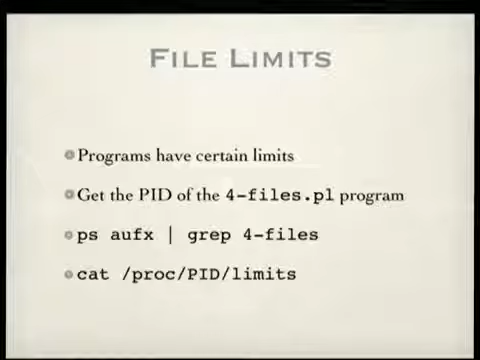 FILE LIMITS
Programs have certain limits
Get the PID of the 4-files.pl program
ps aufx | grep 4-files
cat /proc/PID/limits